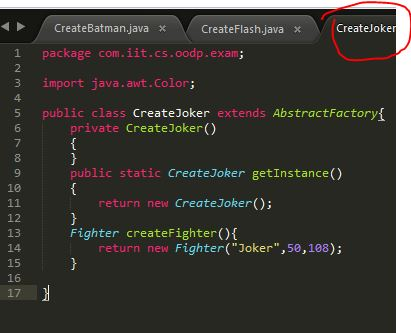 CreateBatman.java × CreateFlash.java × CreateJoker
1 package com.iit.cs.oodp.exam;
2
3 import java.awt.Color;
4
5 public class CreateJoker extends AbstractFactory{
6 private CreateJoker()
7 {
8 }
9 public static CreateJoker getInstance()
10 {
11 return new CreateJoker();
12 }
13 Fighter createFighter(){
14 return new Fighter("Joker",50,108);
15 }
16
17 }